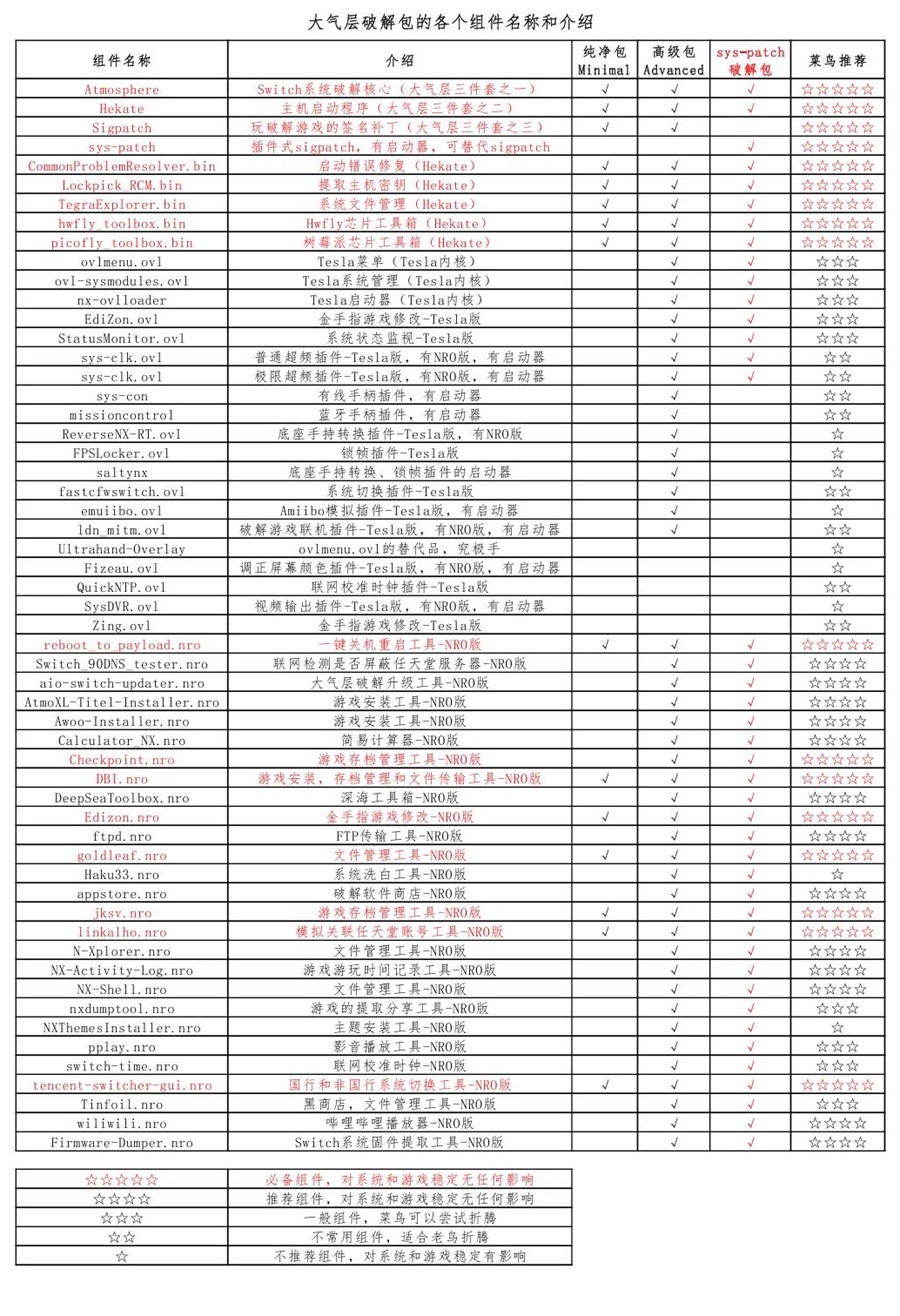 大气层破解包的各个组件名称和介绍
组件名称 介绍 纯净包 Minimal 高级包 Advanced sys-patch 破解包 菜鸟推荐
Atmosphere Switch系统破解核心（大气层三件套之一） √ √ √ ☆☆☆☆☆
Hekate 主机启动程序（大气层三件套之二） √ √ √ ☆☆☆☆☆
Sigpatch 玩破解游戏的签名补丁（大气层三件套之三） √ √ ☆☆☆☆☆
sys-patch 插件式sigpatch，有启动器，可替代sigpatch √ ☆☆☆☆☆
CommonProblemResolver.bin 启动错误修复（Hekate） √ √ √ ☆☆☆☆☆
Lockpick_RCM.bin 提取主机密钥（Hekate） √ √ √ ☆☆☆☆☆
TegraExplorer.bin 系统文件管理（Hekate） √ √ √ ☆☆☆☆☆
hwfly_toolbox.bin Hwfly芯片工具箱（Hekate） √ √ √ ☆☆☆☆☆
picofly_toolbox.bin 树莓派芯片工具箱（Hekate） √ √ √ ☆☆☆☆☆
ovlmenu.ovl Tesla菜单（Tesla内核） √ √ ☆☆☆
ovl-sysmodules.ovl Tesla系统管理（Tesla内核） √ √ ☆☆☆
nx-ovlloader Tesla启动器（Tesla内核） √ √ ☆☆☆
EdiZon.ovl 金手指游戏修改-Tesla版 √ √ ☆☆☆
StatusMonitor.ovl 系统状态监视-Tesla版 √ √ ☆☆☆
sys-clk.ovl 普通超频插件-Tesla版，有NRO版，有启动器 √ √ ☆☆
sys-clk.ovl 极限超频插件-Tesla版，有NRO版，有启动器 √ √ ☆☆
sys-con 有线手柄插件，有启动器 √ ☆☆
missioncontrol 蓝牙手柄插件，有启动器 √ ☆☆
ReverseNX-RT.ovl 底座手持转换插件-Tesla版，有NRO版 √ ☆
FPSLocker.ovl 锁帧插件-Tesla版 √ ☆
saltynx 底座手持转换、锁帧插件的启动器 √ ☆
fastcfwswitch.ovl 系统切换插件-Tesla版 √ ☆☆
emuiibo.ovl Amiibo模拟插件-Tesla版，有启动器 √ ☆
ldn_mitm.ovl 破解游戏联机插件-Tesla版，有NRO版，有启动器 √ ☆☆
Ultrahand-Overlay ovlmenu.ovl的替代品，究极手 ☆
Fizeau.ovl 调正屏幕颜色插件-Tesla版，有NRO版，有启动器 ☆
QuickNTP.ovl 联网校准时钟插件-Tesla版 ☆☆
SysDVR.ovl 视频输出插件-Tesla版，有NRO版，有启动器 ☆
Zing.ovl 金手指游戏修改-Tesla版 ☆☆
reboot_to_payload.nro 一键关机重启工具-NRO版 √ √ √ ☆☆☆☆☆
Switch_90DNS_tester.nro 联网检测是否屏蔽任天堂服务器-NRO版 √ √ ☆☆☆☆
aio-switch-updater.nro 大气层破解升级工具-NRO版 √ √ ☆☆☆☆
AtmoXL-Titel-Installer.nro 游戏安装工具-NRO版 √ √ ☆☆☆☆
Awoo-Installer.nro 游戏安装工具-NRO版 √ √ ☆☆☆☆
Calculator_NX.nro 简易计算器-NRO版 √ √ ☆☆☆☆
Checkpoint.nro 游戏存档管理工具-NRO版 √ √ ☆☆☆☆☆
DBI.nro 游戏安装，存档管理和文件传输工具-NRO版 √ √ √ ☆☆☆☆☆
DeepSeaToolbox.nro 深海工具箱-NRO版 √ √ ☆☆☆☆
Edizon.nro 金手指游戏修改-NRO版 √ √ √ ☆☆☆☆☆
ftpd.nro FTP传输工具-NRO版 √ √ ☆☆☆☆
goldleaf.nro 文件管理工具-NRO版 √ √ √ ☆☆☆☆☆
Haku33.nro 系统洗白工具-NRO版 √ √ ☆
appstore.nro 破解软件商店-NRO版 √ √ ☆☆☆☆
jksv.nro 游戏存档管理工具-NRO版 √ √ √ ☆☆☆☆☆
linkalho.nro 模拟关联任天堂账号工具-NRO版 √ √ √ ☆☆☆☆☆
N-Xplorer.nro 文件管理工具-NRO版 √ √ ☆☆☆☆
NX-Activity-Log.nro 游戏游玩时间记录工具-NRO版 √ √ ☆☆☆☆
NX-Shell.nro 文件管理工具-NRO版 √ √ ☆☆☆☆
nxdumptool.nro 游戏的提取分享工具-NRO版 √ √ ☆☆☆
NXThemesInstaller.nro 主题安装工具-NRO版 √ √ ☆
pplay.nro 影音播放工具-NRO版 √ √ ☆☆☆
switch-time.nro 联网校准时钟-NRO版 √ √ ☆☆☆
tencent-switcher-gui.nro 国行和非国行系统切换工具-NRO版 √ √ √ ☆☆☆☆☆
Tinfoil.nro 黑商店，文件管理工具-NRO版 √ √ ☆☆☆
wiliwili.nro 哔哩哔哩播放器-NRO版 √ √ ☆☆☆☆
Firmware-Dumper.nro Switch系统固件提取工具-NRO版 √ √ ☆☆☆☆
☆☆☆☆☆ 必备组件，对系统和游戏稳定无任何影响
☆☆☆☆ 推荐组件，对系统和游戏稳定无任何影响
☆☆☆ 一般组件，菜鸟可以尝试折腾
☆☆ 不常用组件，适合老鸟折腾
☆ 不推荐组件，对系统和游戏稳定有影响